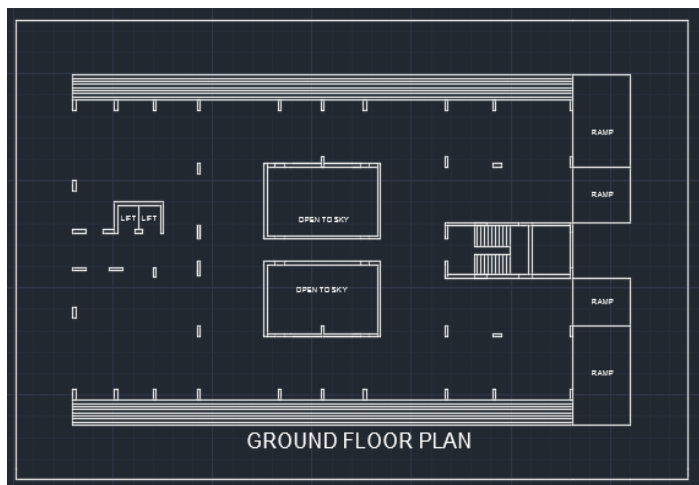 RAMP
RAMP
LIFT LIFT
OPEN TO SKY
OPEN TO SKY
RAMP
RAMP
GROUND FLOOR PLAN